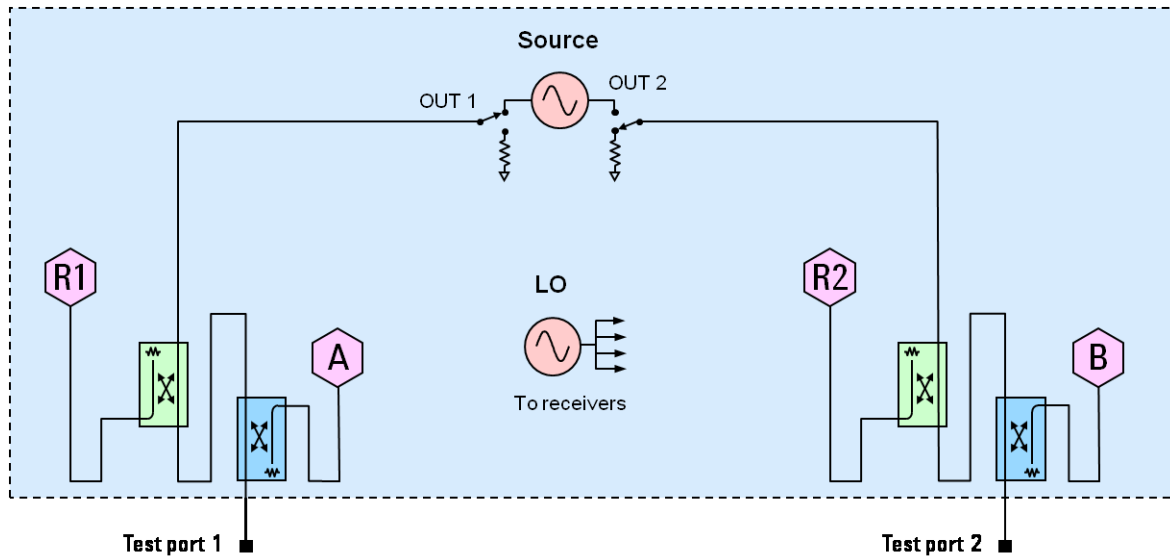 Source
OUT 1
OUT 2
R1
R2
LO
A
B
To receivers
Test port 1
Test port 2